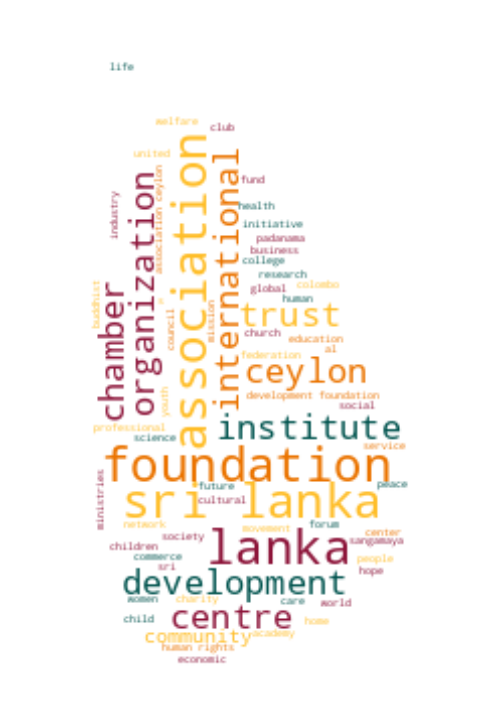 life
welfare
club
united
association
international
organization
association ceylon
fund
industry
health
initiative
padanama
business
college
research
global
colombo
human
buddhist
chamber
council
mission
trust
church
education
al
federation
ceylon
youth
development foundation
social
professional
science
institute
service
foundation
ministries
future
peace
sri lanka
cultural
network
movement
forum
center
lanka
society
sangamaya
children
commerce
people
sri
hope
development
women
charity
care
world
child
centre
home
community
academy
human rights
economic